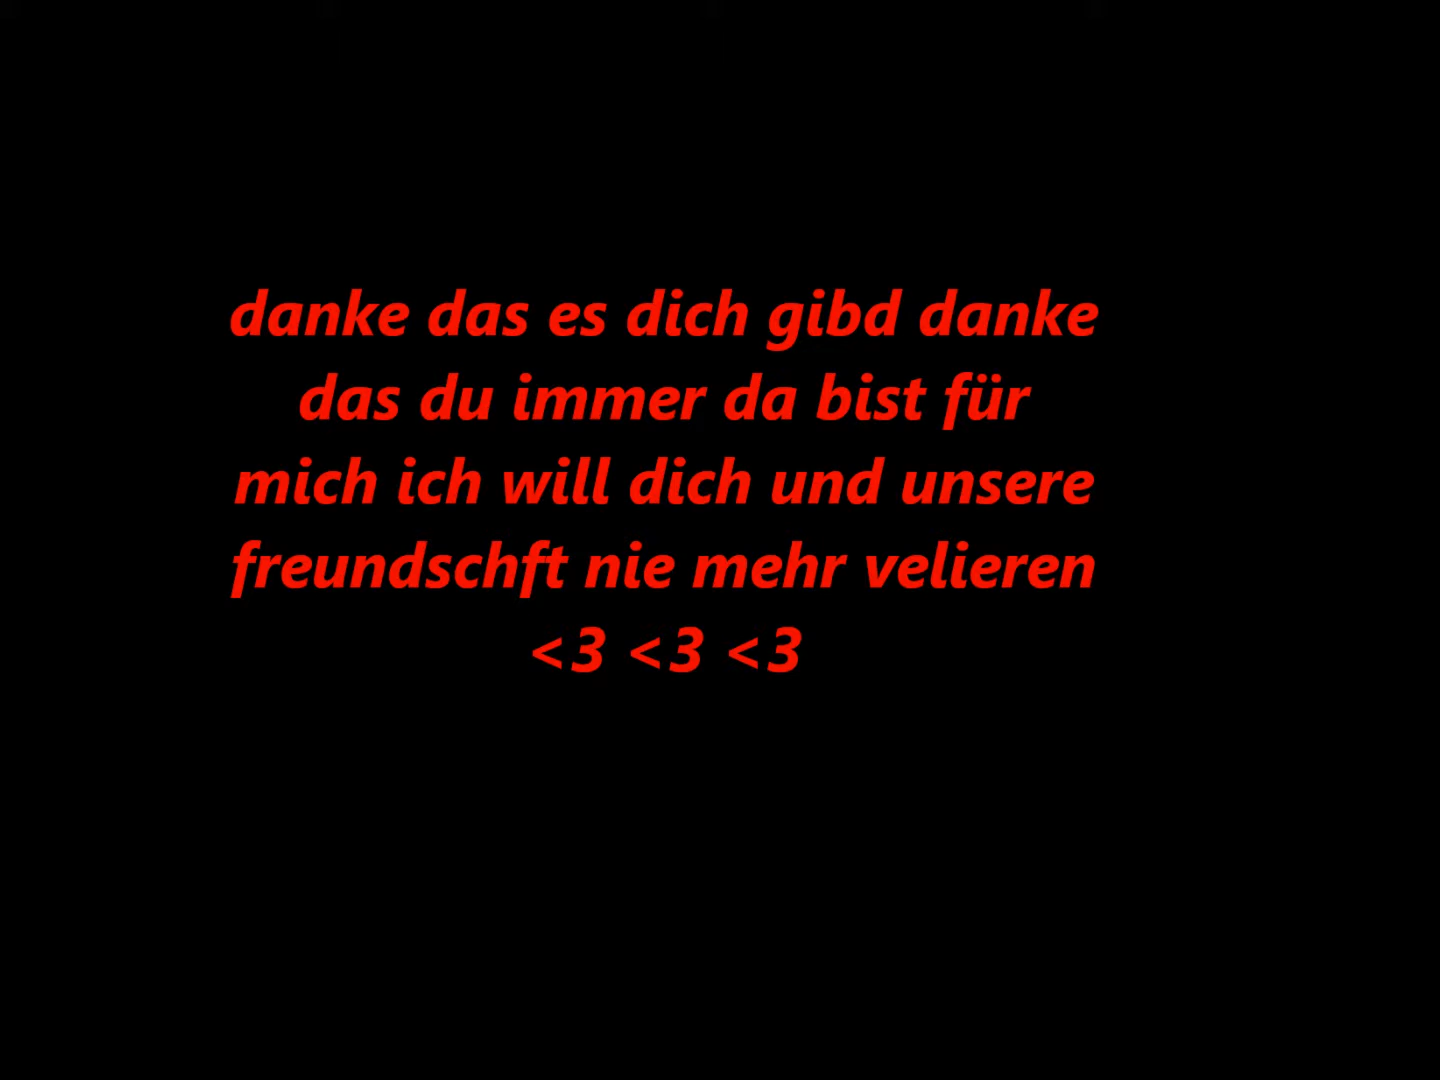 danke das es dich gibd danke
das du immer da bist für
mich ich will dich und unsere
freundschft nie mehr velieren
<3 <3 <3